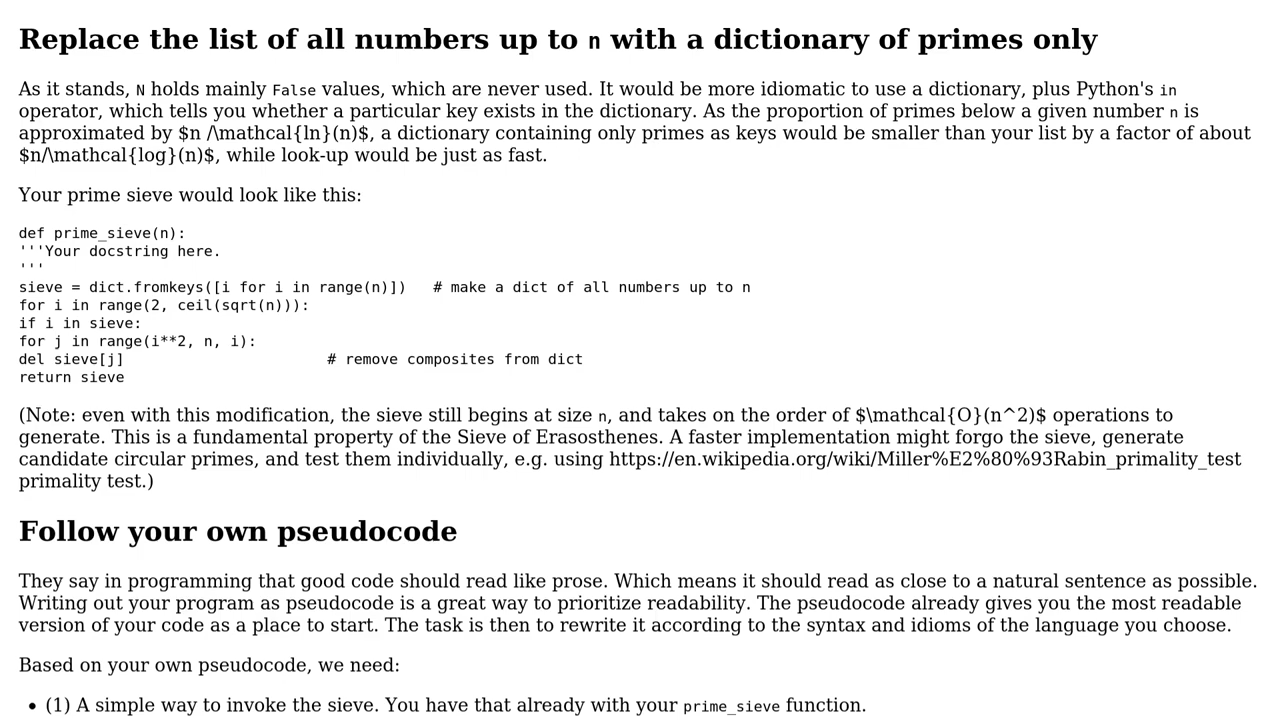 Replace the list of all numbers up to n with a dictionary of primes only
As it stands, N holds mainly False values, which are never used. It would be more idiomatic to use a dictionary, plus Python's in
operator, which tells you whether a particular key exists in the dictionary. As the proportion of primes below a given number n is
approximated by $n /\mathcal{ln}(n)$, a dictionary containing only primes as keys would be smaller than your list by a factor of about
$n/\mathcal{log}(n)$, while look-up would be just as fast.
Your prime sieve would look like this:
def prime_sieve(n):
'''Your docstring here.
'''
sieve = dict.fromkeys([i for i in range(n)])   # make a dict of all numbers up to n
for i in range(2, ceil(sqrt(n))):
if i in sieve:
for j in range(i**2, n, i):
del sieve[j]                       # remove composites from dict
return sieve
(Note: even with this modification, the sieve still begins at size n, and takes on the order of $\mathcal{O}(n^2)$ operations to
generate. This is a fundamental property of the Sieve of Erasosthenes. A faster implementation might forgo the sieve, generate
candidate circular primes, and test them individually, e.g. using https://en.wikipedia.org/wiki/Miller%E2%80%93Rabin_primality_test
primality test.)
Follow your own pseudocode
They say in programming that good code should read like prose. Which means it should read as close to a natural sentence as possible.
Writing out your program as pseudocode is a great way to prioritize readability. The pseudocode already gives you the most readable
version of your code as a place to start. The task is then to rewrite it according to the syntax and idioms of the language you choose.
Based on your own pseudocode, we need:
• (1) A simple way to invoke the sieve. You have that already with your prime_sieve function.